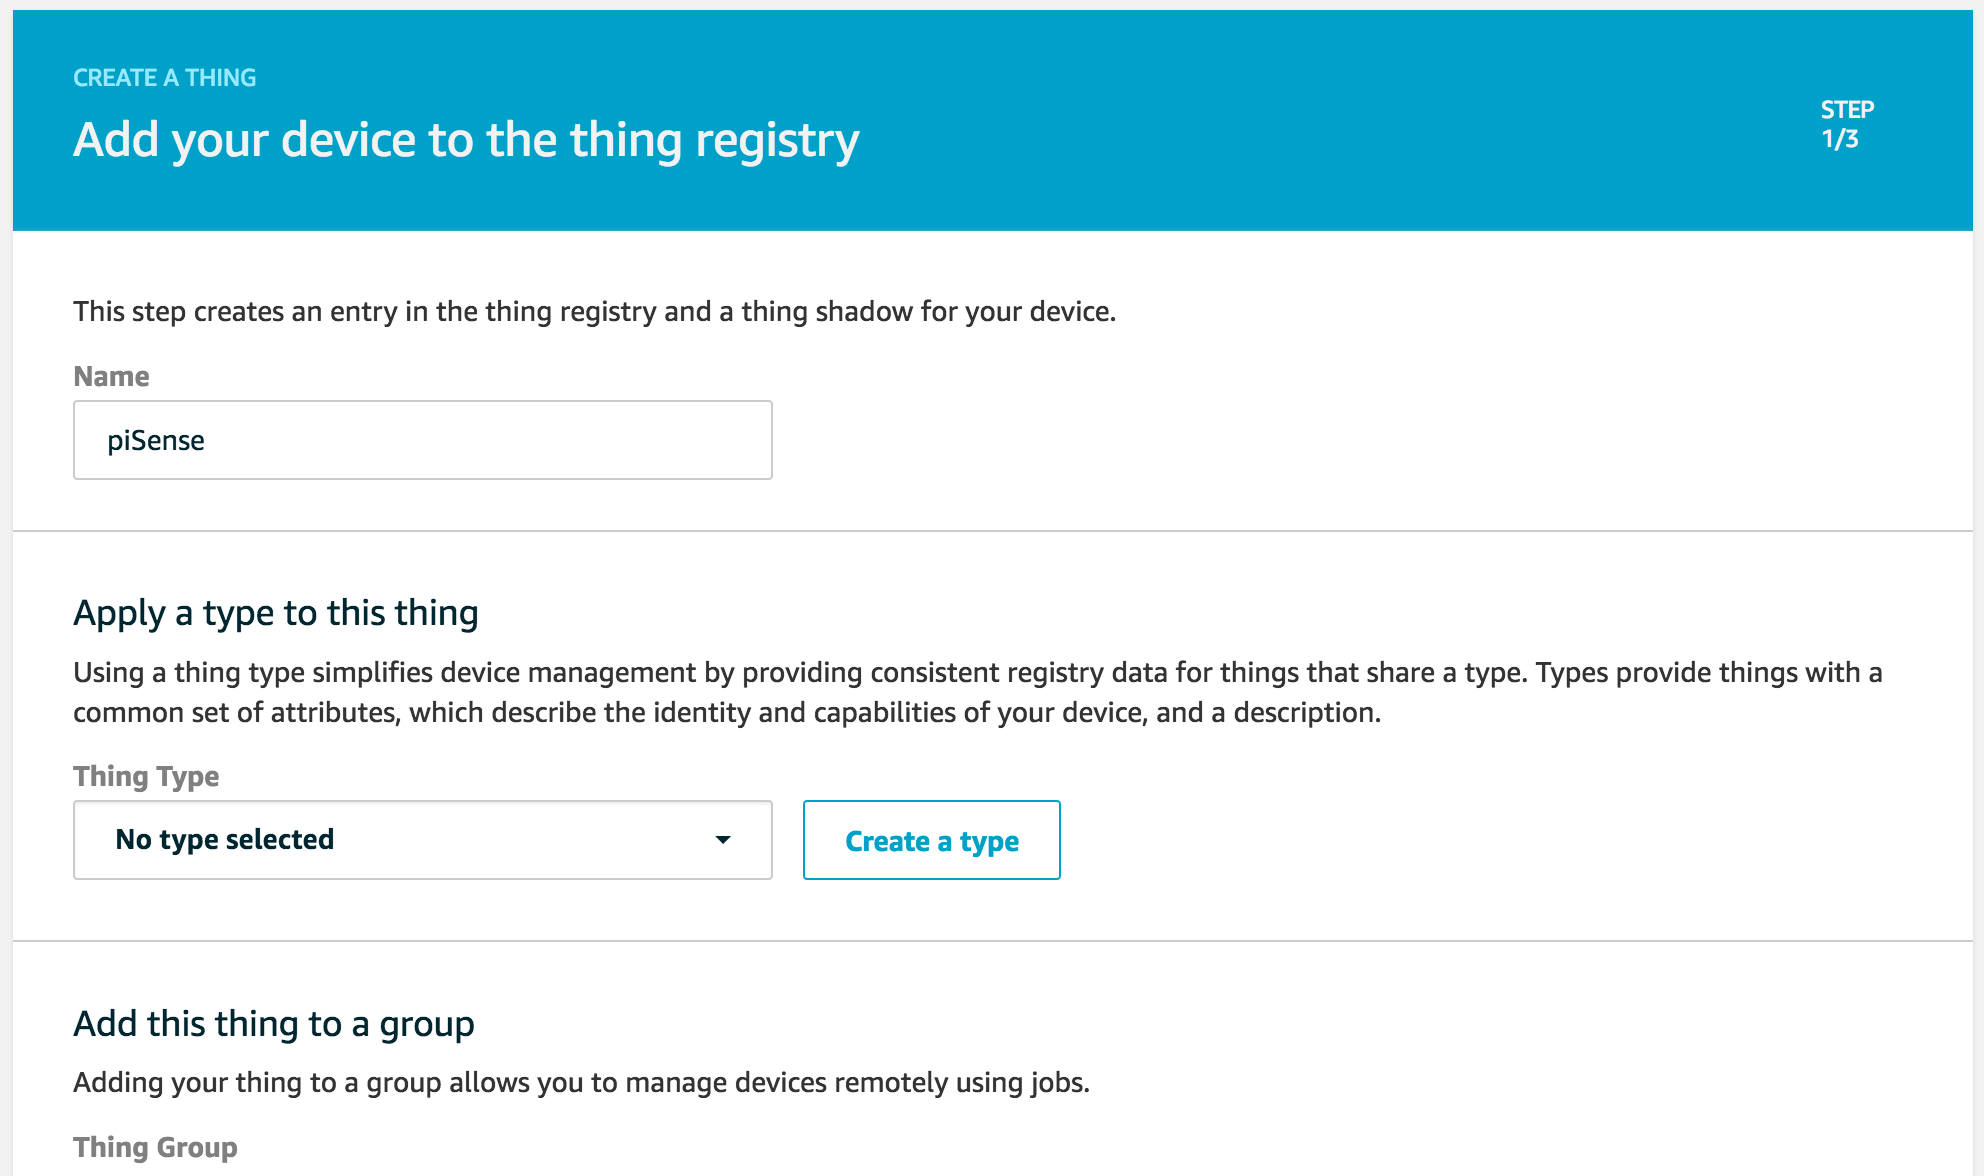 CREATE A THING
Add your device to the thing registry
STEP
1/3
This step creates an entry in the thing registry and a thing shadow for your device.
Name
piSense
Apply a type to this thing
Using a thing type simplifies device management by providing consistent registry data for things that share a type. Types provide things with a
common set of attributes, which describe the identity and capabilities of your device, and a description.
Thing Type
No type selected
Create a type
Add this thing to a group
Adding your thing to a group allows you to manage devices remotely using jobs.
Thing Group